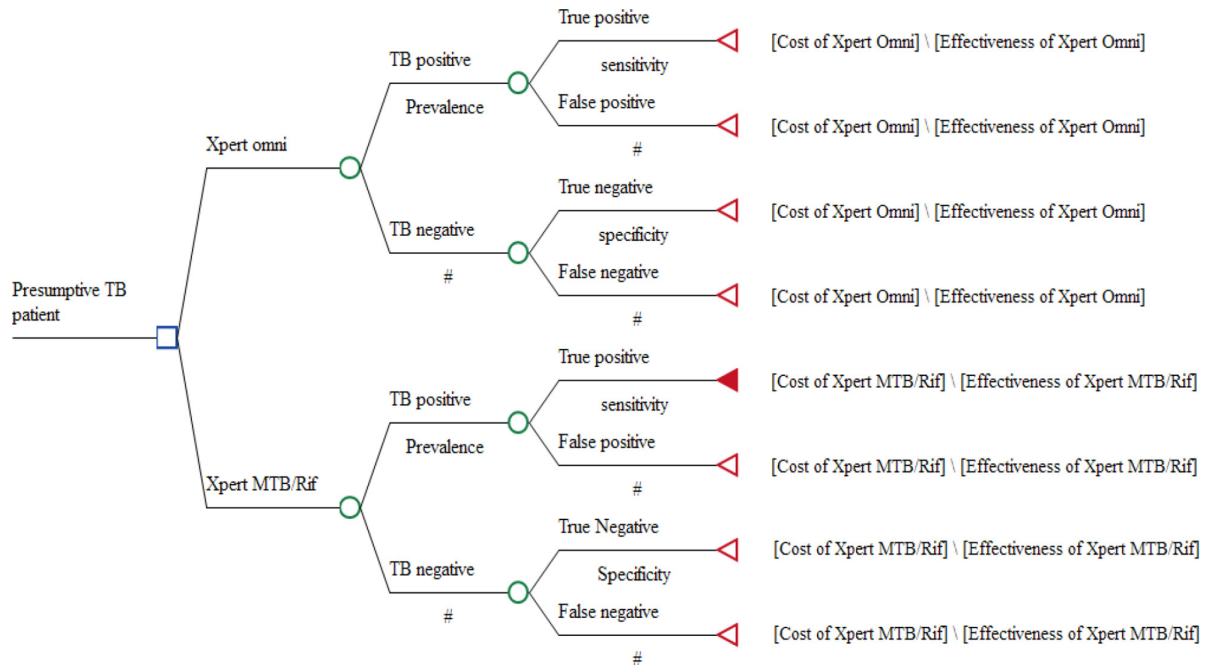 True positive
[Cost of Xpert Omni] \ [Effectiveness of Xpert Omni]
TB positive
sensitivity
Prevalence
False positive
[Cost of Xpert Omni] \ [Effectiveness of Xpert Omni]
#
Xpert omni
True negative
[Cost of Xpert Omni] \ [Effectiveness of Xpert Omni]
TB negative
specificity
#
False negative
[Cost of Xpert Omni] \ [Effectiveness of Xpert Omni]
#
Presumptive TB
patient
True positive
[Cost of Xpert MTB/Rif] \ [Effectiveness of Xpert MTB/Rif]
TB positive
sensitivity
Prevalence
False positive
[Cost of Xpert MTB/Rif] \ [Effectiveness of Xpert MTB/Rif]
#
Xpert MTB/Rif
True Negative
[Cost of Xpert MTB/Rif] \ [Effectiveness of Xpert MTB/Rif]
TB negative
Specificity
#
False negative
[Cost of Xpert MTB/Rif] \ [Effectiveness of Xpert MTB/Rif]
#